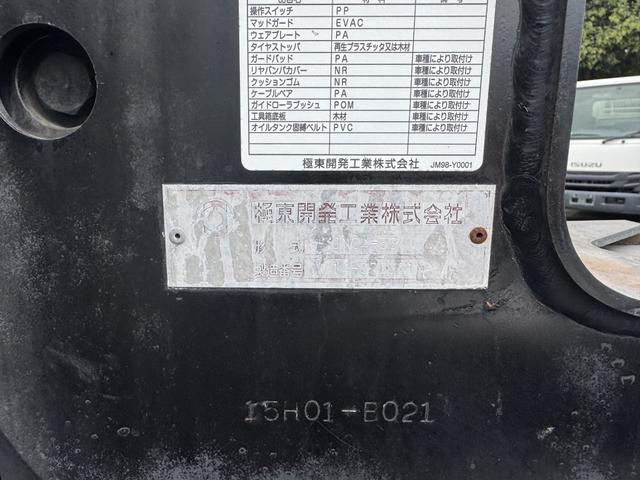 操作スイッチ PP
マッドガード EVAC
ウェアプレート PA
タイヤストッパ 再生プラスチック又は木材
ガードパッド PA 車種により取付け
リヤバンパカバー NR 車種により取付け
クッションゴム NR 車種により取付け
ケーブルベア PA 車種により取付け
ガイドローラブッシュ POM 車種により取付け
工具箱底板 木材 車種により取付け
オイルタンク固縛ベルト PVC 車種により取付け
極東開発工業株式会社 JM98-Y0001
極東開発工業株式会社
形式
製造番号
15H01-B021
ISUZU